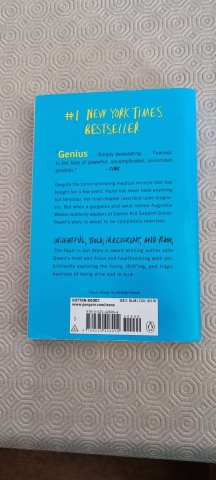 #1 NEW YORK TIMES
BESTSELLER
Genius Simply devastating. Fearless
in the face of powerful, uncomplicated, unironized
emotion."
—TIME
Despite the tumor-shrinking medical miracle that has
bought her a few years, Hazel has never been anything
but terminal, her final chapter inscribed upon diagno-
sis. But when a gorgeous plot twist named Augustus
Waters suddenly appears at Cancer Kid Support Group,
Hazel's story is about to be completely rewritten.
INSIGHTFUL, BOLD, IRREVERENT, AND RAW,
The Fault in Our Stars is award-winning author John
Green's most ambitious and heartbreaking work yet,
brilliantly exploring the funny, thrilling, and tragic
business of being alive and in love.
DUTTON BOOKS
www.penguin.com/teens